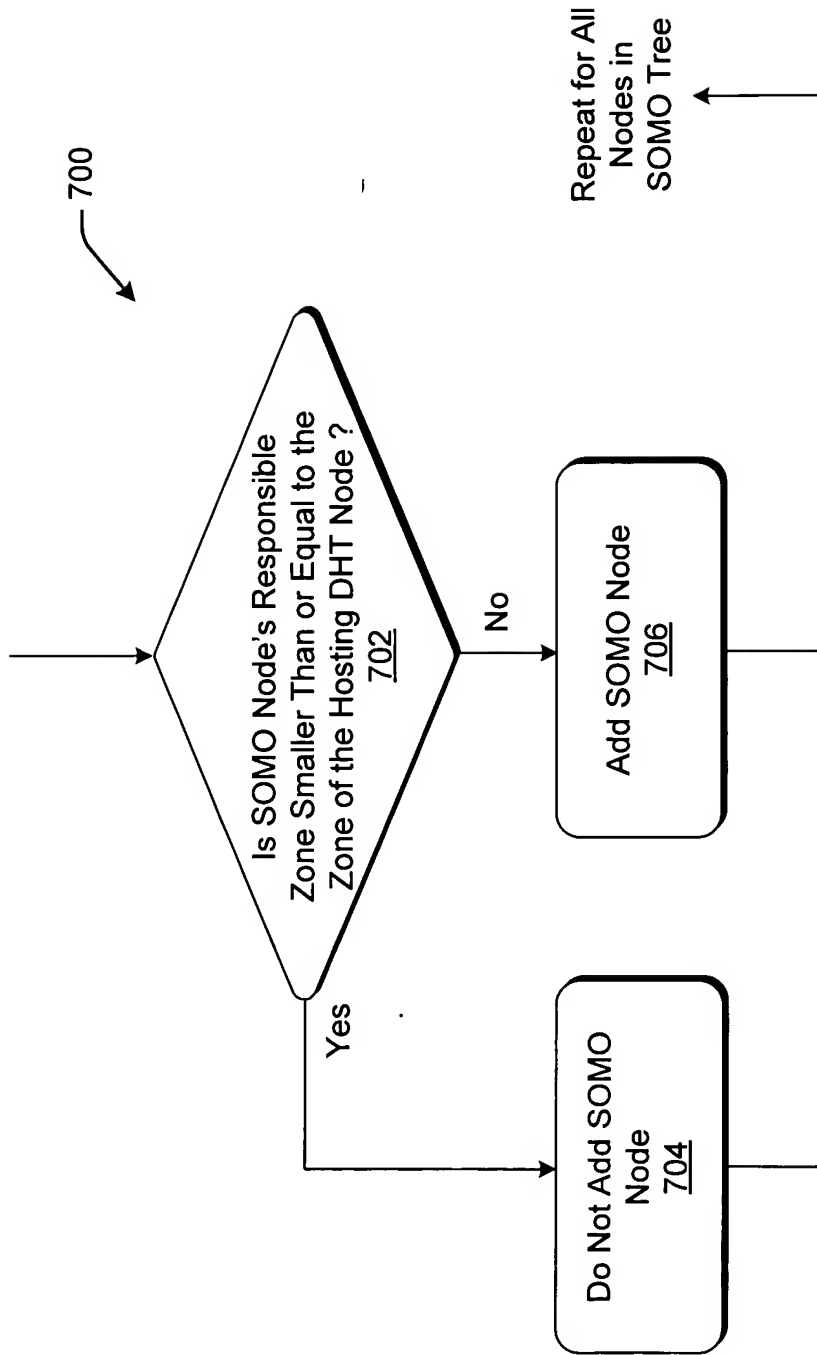 700
Is SOMO Node's Responsible
Zone Smaller Than or Equal to the
Zone of the Hosting DHT Node ?
702
Yes
No
Do Not Add SOMO
Node
704
Add SOMO Node
706
Repeat for All
Nodes in
SOMO Tree